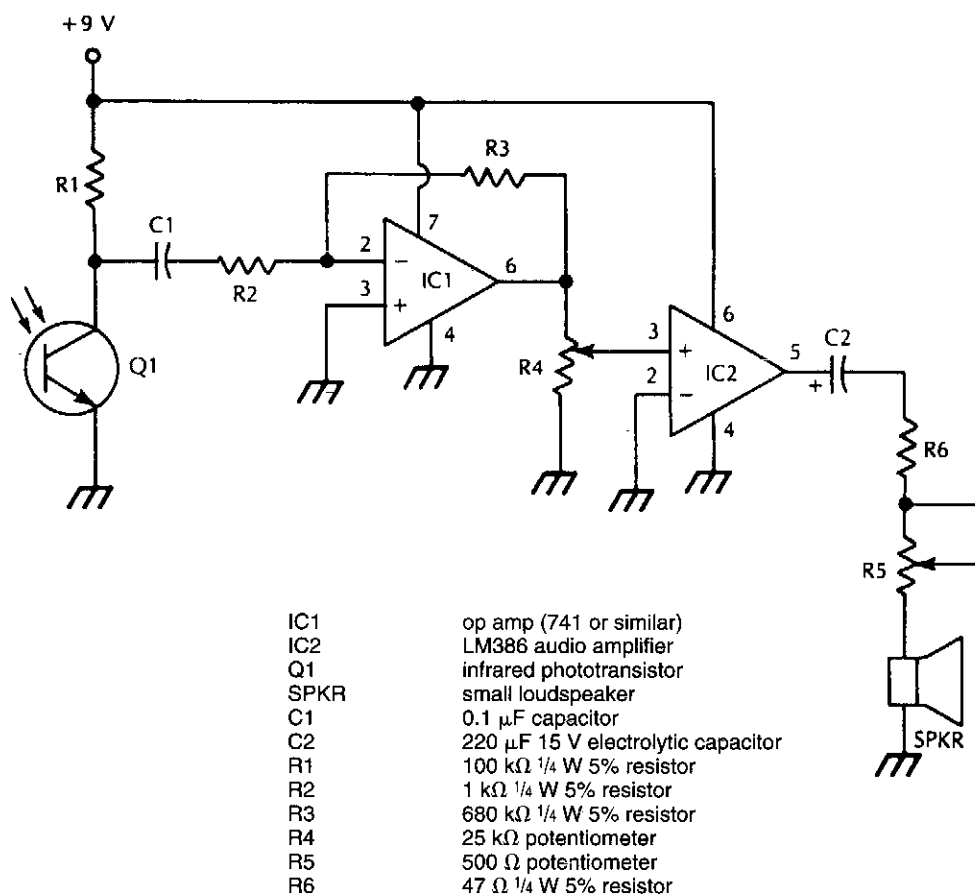 +9 V
R1
C1
R2
R3
2
3
-
+
7
IC1
6
4
Q1
R4
3
2
+
-
6
IC2
5
+
C2
4
R6
R5
SPKR
IC1 op amp (741 or similar)
IC2 LM386 audio amplifier
Q1 infrared phototransistor
SPKR small loudspeaker
C1 0.1 μF capacitor
C2 220 μF 15 V electrolytic capacitor
R1 100 kΩ 1/4 W 5% resistor
R2 1 kΩ 1/4 W 5% resistor
R3 680 kΩ 1/4 W 5% resistor
R4 25 kΩ potentiometer
R5 500 Ω potentiometer
R6 47 Ω 1/4 W 5% resistor